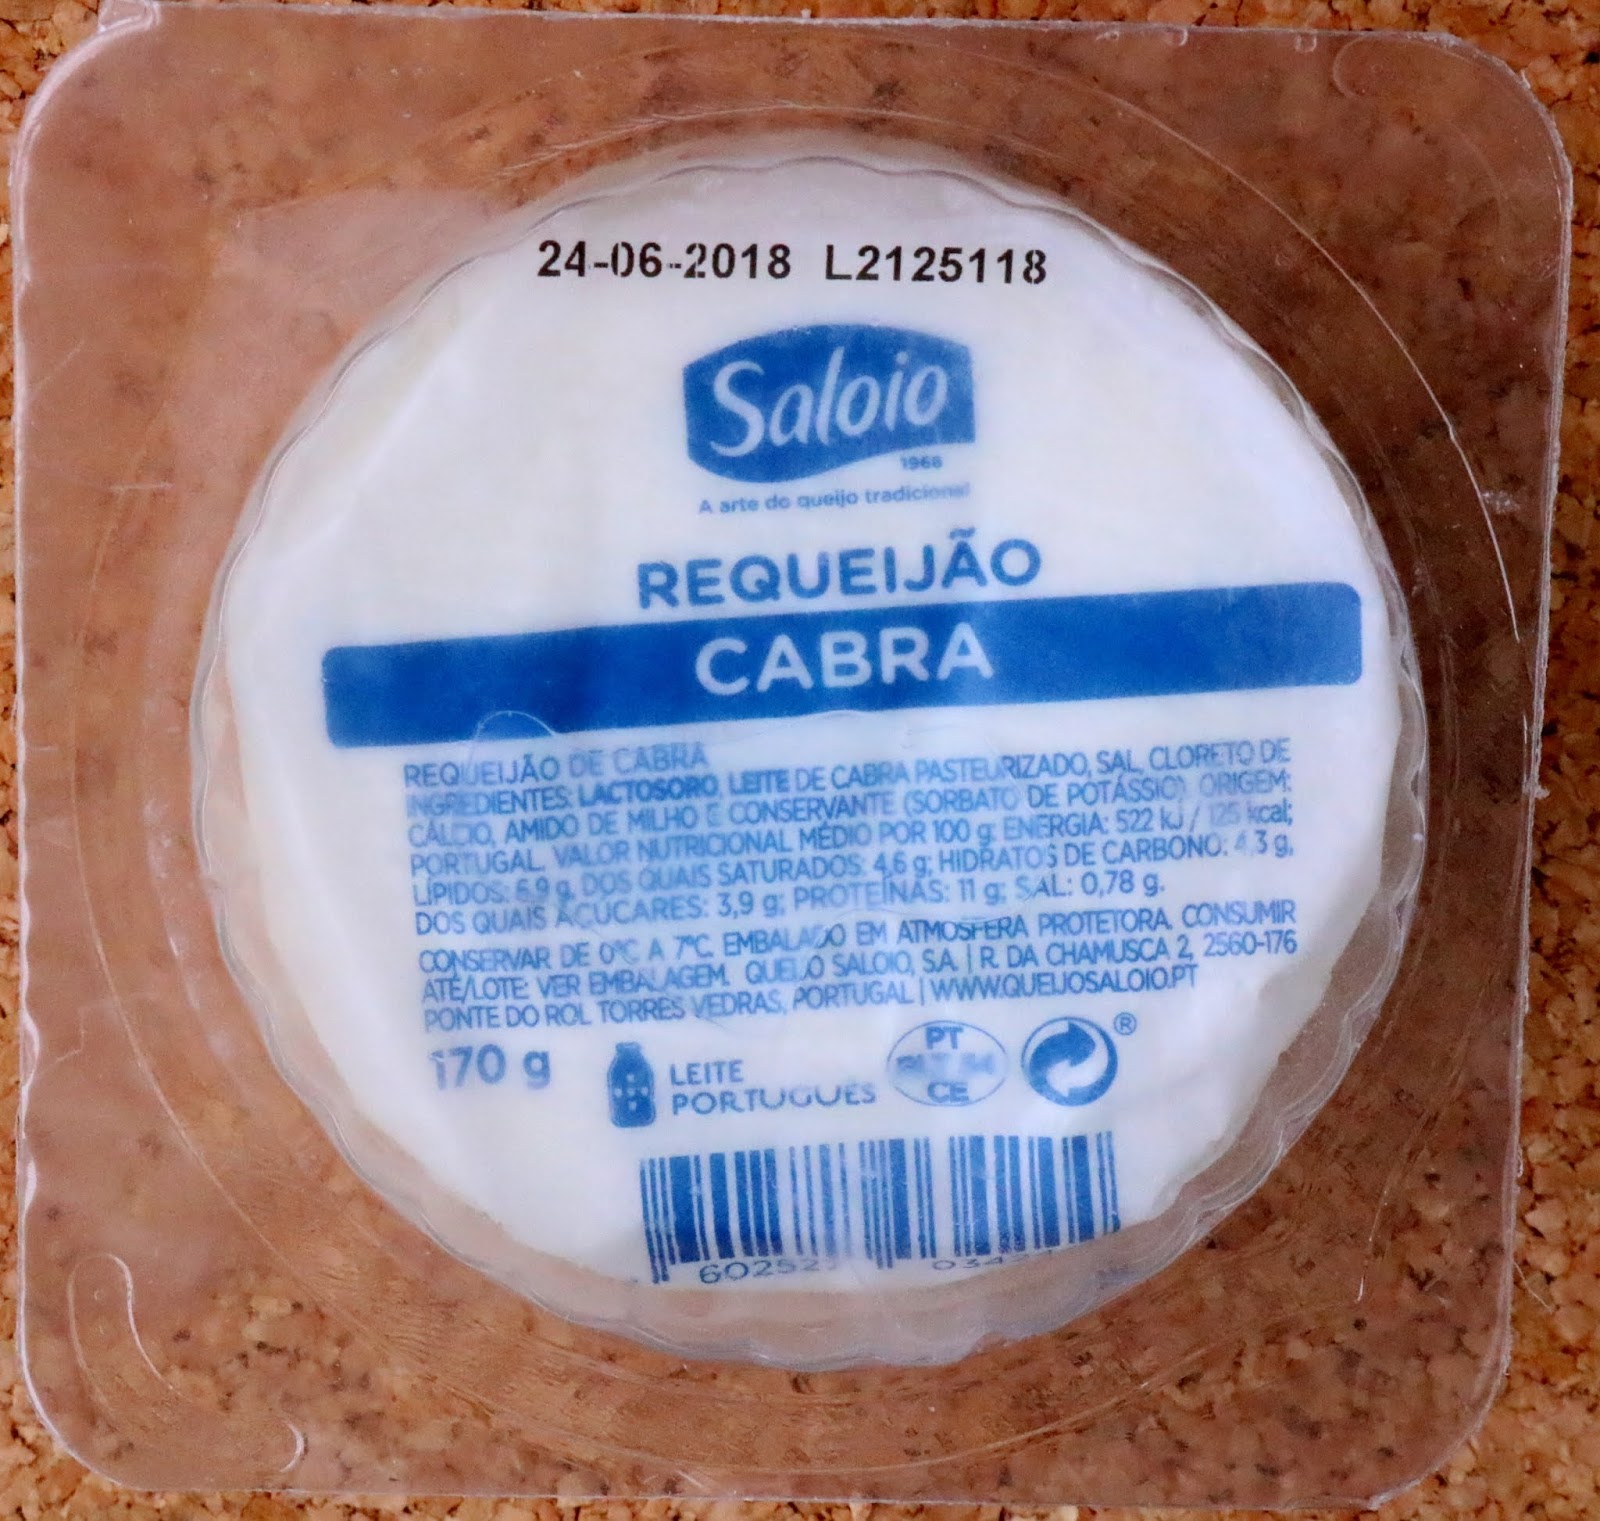 24-06-2018 L2125118
Saloio
1968
A arte do queijo tradicional
REQUEIJÃO
CABRA
REQUEIJÃO DE CABRA
INGREDIENTES: LACTOSORO, LEITE DE CABRA PASTEURIZADO, SAL, CLORETO DE
CÁLCIO, AMIDO DE MILHO E CONSERVANTE (SORBATO DE POTÁSSIO). ORIGEM:
PORTUGAL. VALOR NUTRICIONAL MÉDIO POR 100 g: ENERGIA: 522 kJ / 125 kcal;
LÍPIDOS: 6,9 g, DOS QUAIS SATURADOS: 4,6 g; HIDRATOS DE CARBONO: 4,3 g,
DOS QUAIS AÇÚCARES: 3,9 g; PROTEÍNAS: 11 g; SAL: 0,78 g.
CONSERVAR DE 0°C A 7°C. EMBALADO EM ATMOSFERA PROTETORA. CONSUMIR
ATÉ/LOTE: VER EMBALAGEM. QUEIJO SALOIO, S.A. | R. DA CHAMUSCA 2, 2560-176
PONTE DO ROL TORRES VEDRAS, PORTUGAL | WWW.QUEIJOSALOIO.PT
170 g
LEITE
PORTUGUÊS
PT
CE
®